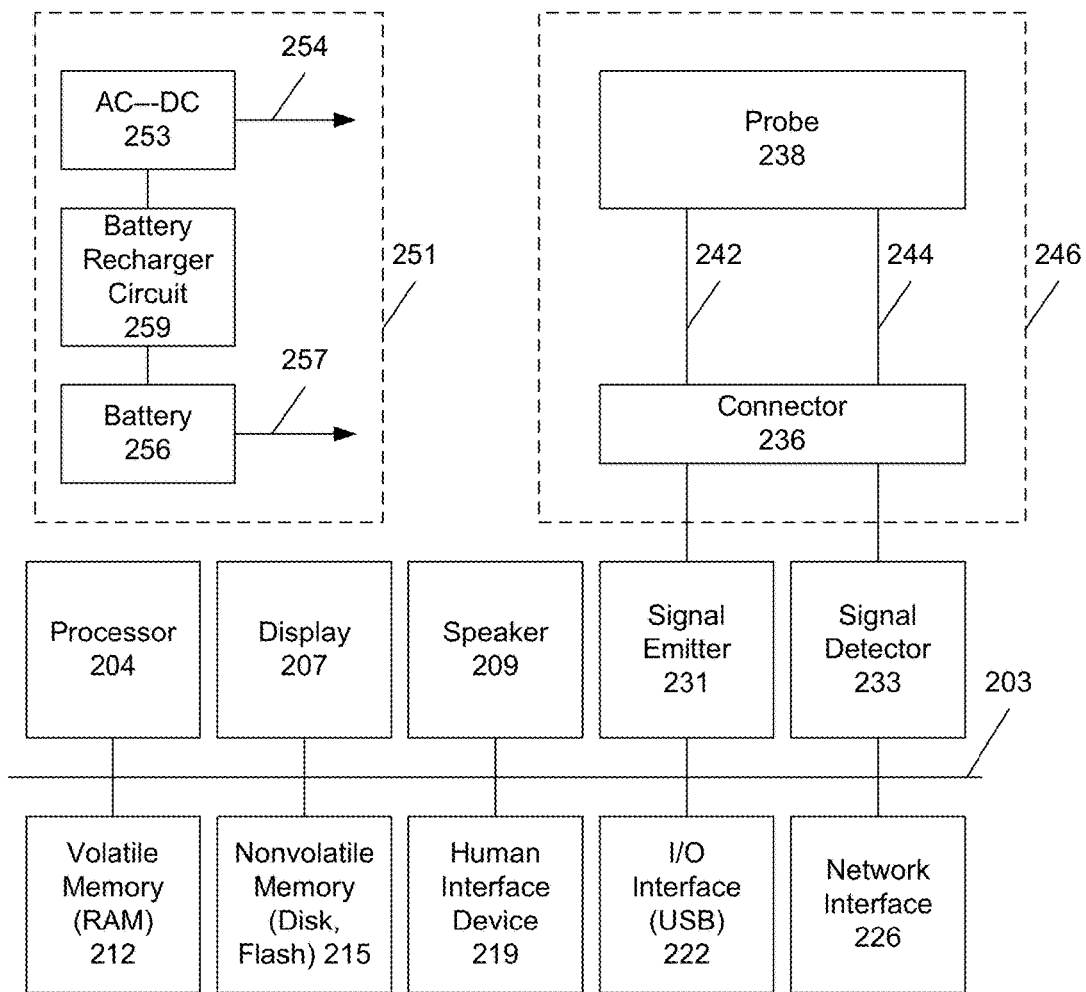 254
AC---DC
253
Battery
Recharger
Circuit
259
257
Battery
256
251
Probe
238
242
244
246
Connector
236
Processor
204
Display
207
Speaker
209
Signal
Emitter
231
Signal
Detector
233
203
Volatile
Memory
(RAM)
212
Nonvolatile
Memory
(Disk,
Flash) 215
Human
Interface
Device
219
I/O
Interface
(USB)
222
Network
Interface
226